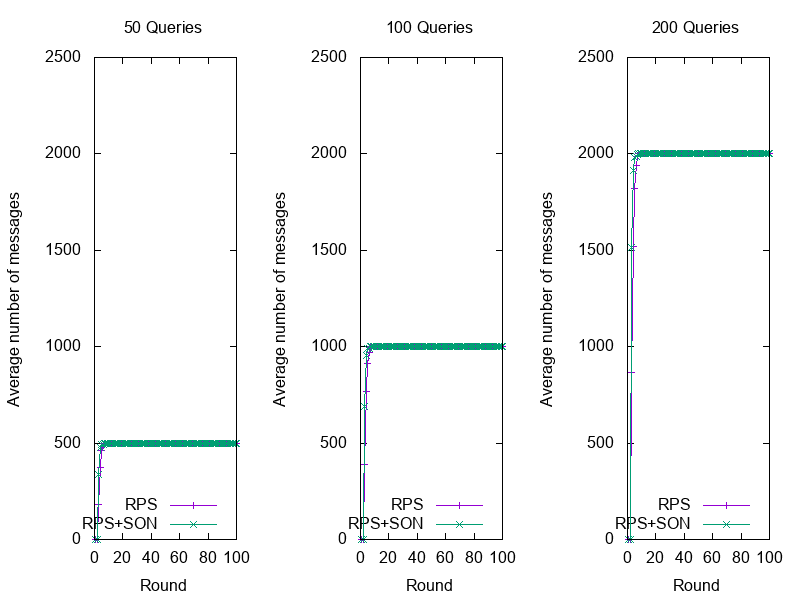 50 Queries
2500
2000
1500
1000
500
0
Average number of messages
RPS
RPS+SON
0 20 40 60 80 100
Round
100 Queries
2500
2000
1500
1000
500
0
Average number of messages
RPS
RPS+SON
0 20 40 60 80 100
Round
200 Queries
2500
2000
1500
1000
500
0
Average number of messages
RPS
RPS+SON
0 20 40 60 80 100
Round